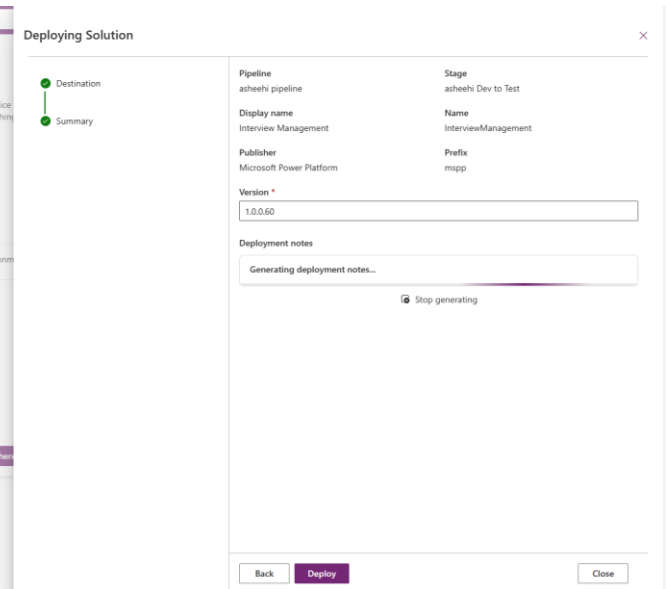 Deploying Solution
Destination
Summary
Pipeline
Stage
asheehi pipeline
asheehi Dev to Test
Display name
Name
Interview Management
InterviewManagement
Publisher
Prefix
Microsoft Power Platform
mspp
Version *
1.0.0.60
Deployment notes
Generating deployment notes...
Stop generating
Back
Deploy
Close